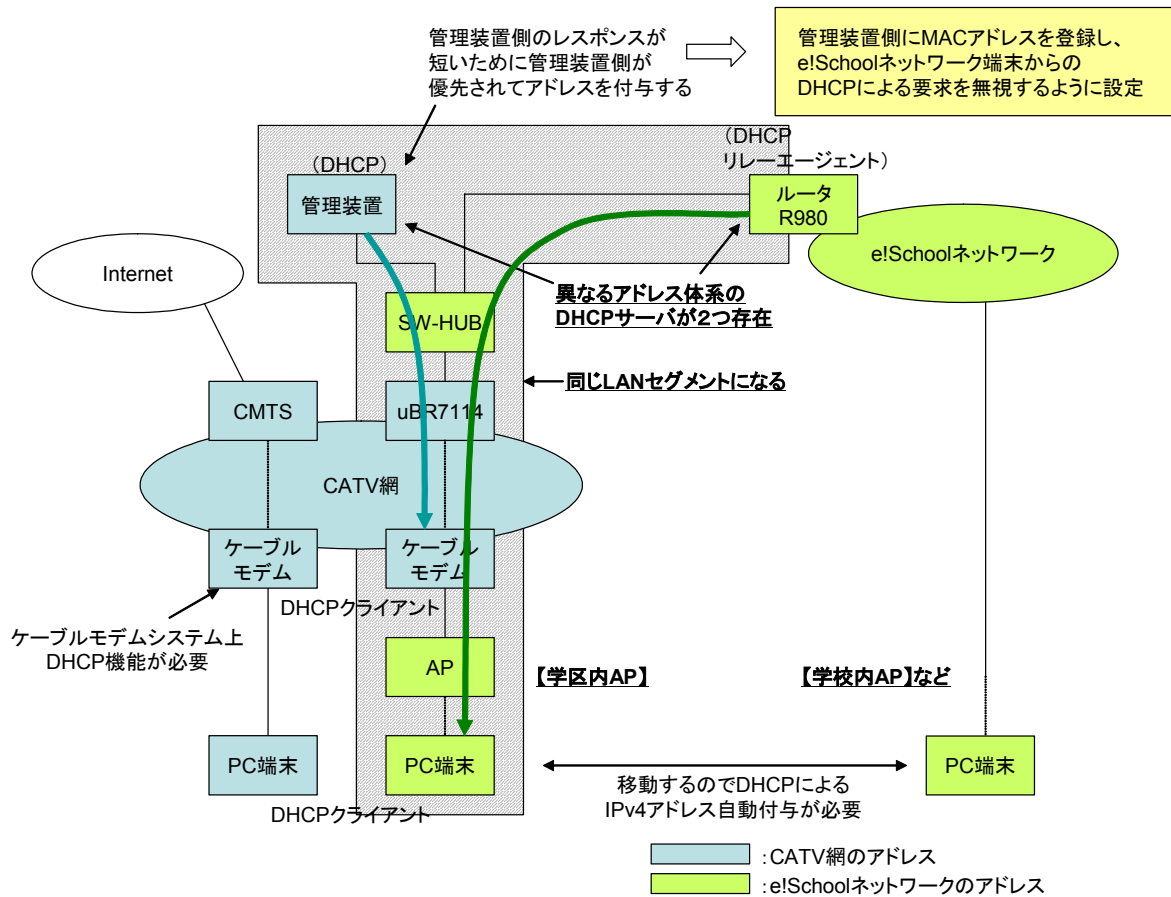 管理装置側のレスポンスが
短いために管理装置側が
優先されてアドレスを付与する
管理装置側にMACアドレスを登録し、
e!Schoolネットワーク端末からの
DHCPによる要求を無視するように設定
（DHCP）
管理装置
（DHCP
リレーエージェント）
ルータ
R980
e!Schoolネットワーク
Internet
異なるアドレス体系の
DHCPサーバが２つ存在
SW-HUB
同じLANセグメントになる
CMTS
uBR7114
CATV網
ケーブル
モデム
ケーブル
モデム
DHCPクライアント
ケーブルモデムシステム上
DHCP機能が必要
AP
【学区内AP】
【学校内AP】など
PC端末
PC端末
PC端末
移動するのでDHCPによる
IPv4アドレス自動付与が必要
DHCPクライアント
：CATV網のアドレス
：e!Schoolネットワークのアドレス